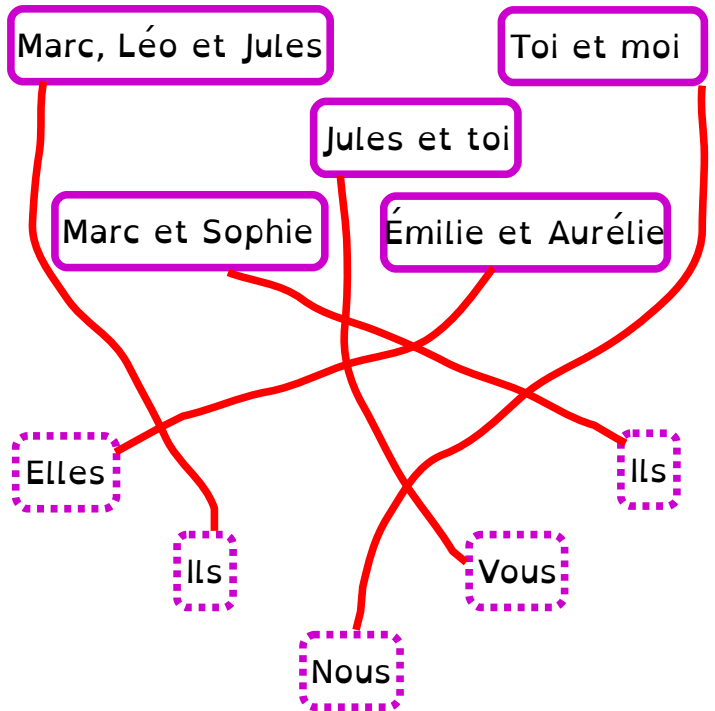 Marc, Léo et Jules
Toi et moi
Jules et toi
Marc et Sophie
Émilie et Aurélie
Elles
Ils
Ils
Vous
Nous